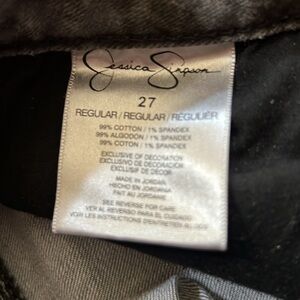 Jessica Simpson
27
REGULAR / REGULAR / RÉGULIER
99% COTTON / 1% SPANDEX
99% ALGODÓN / 1% SPANDEX
99% COTON / 1% SPANDEX
EXCLUSIVE OF DECORATION
EXCLUSIVO DE DECORACIÓN
EXCLUSIF DE DÉCOR
MADE IN JORDAN
HECHO EN JORDANIA
FAIT AU JORDANIE
SEE REVERSE FOR CARE
VER AL REVERSO PARA EL CUIDADO
VOIR LES INSTRUCTIONS D'ENTRETIEN AU DOS